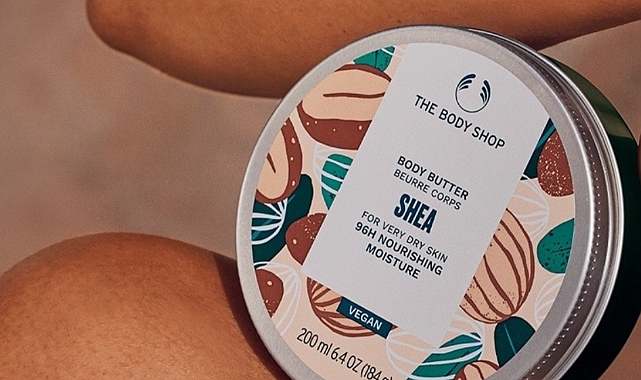 THE BODY SHOP
BODY BUTTER
BEURRE CORPS
SHEA
FOR VERY DRY SKIN
96H NOURISHING
MOISTURE
VEGAN
200 ml 6.4 OZ (184